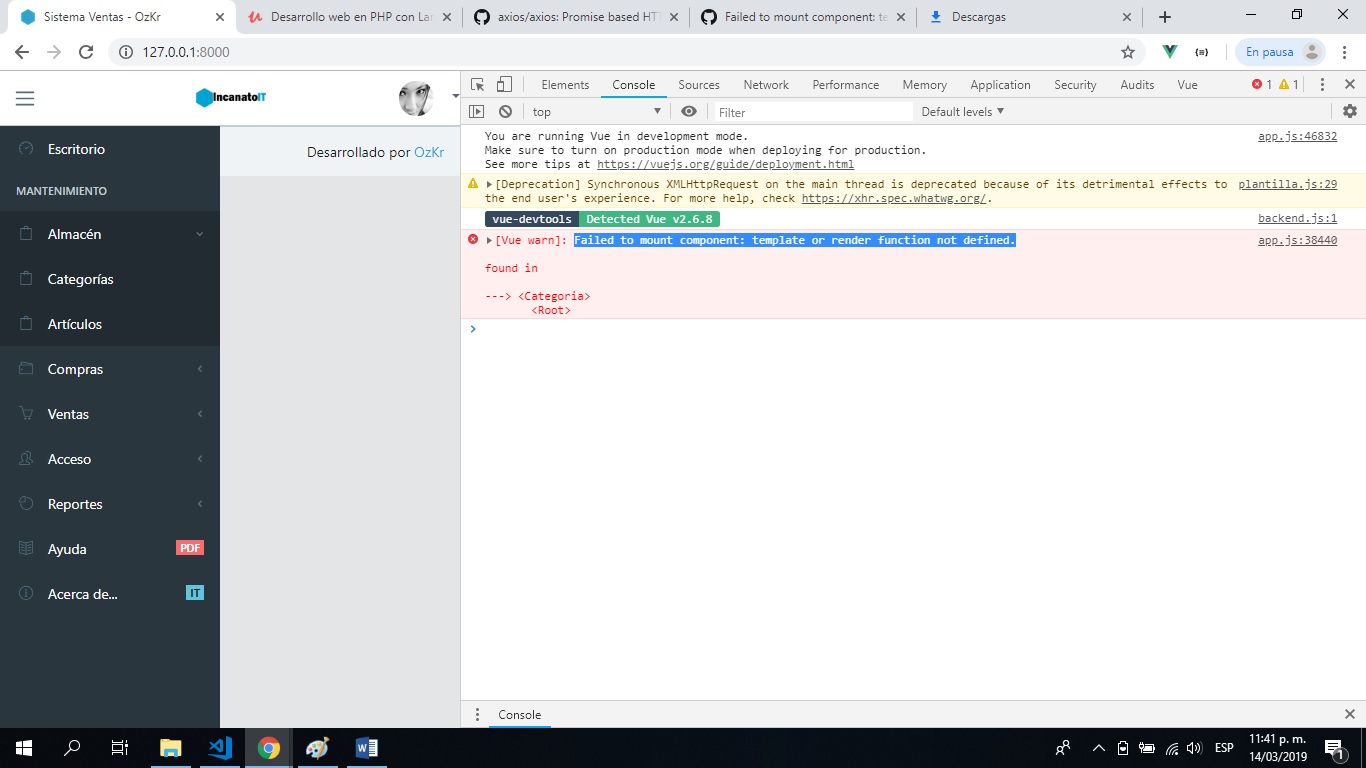 Sistema Ventas - OzKr
Desarrollo web en PHP con Lar
axios/axios: Promise based HTT
Failed to mount component: te
Descargas
127.0.0.1:8000
En pausa
IncanatoIT
Escritorio
MANTENIMIENTO
Almacén
Categorías
Artículos
Compras
Ventas
Acceso
Reportes
Ayuda PDF
Acerca de... IT
Desarrollado por OzKr
Elements Console Sources Network Performance Memory Application Security Audits Vue 1 1
top Filter Default levels
You are running Vue in development mode. app.js:46832
Make sure to turn on production mode when deploying for production.
See more tips at https://vuejs.org/guide/deployment.html
[Deprecation] Synchronous XMLHttpRequest on the main thread is deprecated because of its detrimental effects to plantilla.js:29
the end user's experience. For more help, check https://xhr.spec.whatwg.org/.
vue-devtools Detected Vue v2.6.8 backend.js:1
[Vue warn]: Failed to mount component: template or render function not defined. app.js:38440
found in
---> <Categoria>
<Root>
Console
ESP
11:41 p. m.
14/03/2019
1